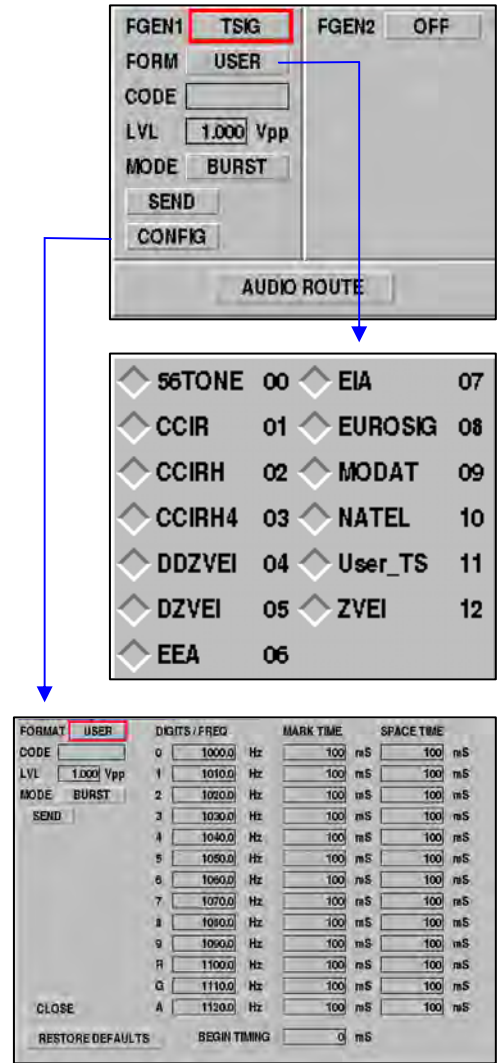 FGEN1 TSIG FGEN2 OFF
FORM USER
CODE
LVL 1.000 Vpp
MODE BURST
SEND
CONFIG
AUDIO ROUTE
56TONE 00 EIA 07
CCIR 01 EUROSIG 08
CCIRH 02 MODAT 09
CCIRH4 03 NATEL 10
DDZVEI 04 User_TS 11
DZVEI 05 ZVEI 12
EEA 06
FORMAT USER DIGITS / FREQ MARK TIME SPACE TIME
CODE 0 1000.0 Hz 100 mS 100 mS
LVL 1.000 Vpp 1 1010.0 Hz 100 mS 100 mS
MODE BURST 2 1020.0 Hz 100 mS 100 mS
SEND 3 1030.0 Hz 100 mS 100 mS
4 1040.0 Hz 100 mS 100 mS
5 1050.0 Hz 100 mS 100 mS
6 1060.0 Hz 100 mS 100 mS
7 1070.0 Hz 100 mS 100 mS
8 1080.0 Hz 100 mS 100 mS
9 1090.0 Hz 100 mS 100 mS
R 1100.0 Hz 100 mS 100 mS
G 1110.0 Hz 100 mS 100 mS
CLOSE A 1120.0 Hz 100 mS 100 mS
RESTORE DEFAULTS BEGIN TIMING 0 mS